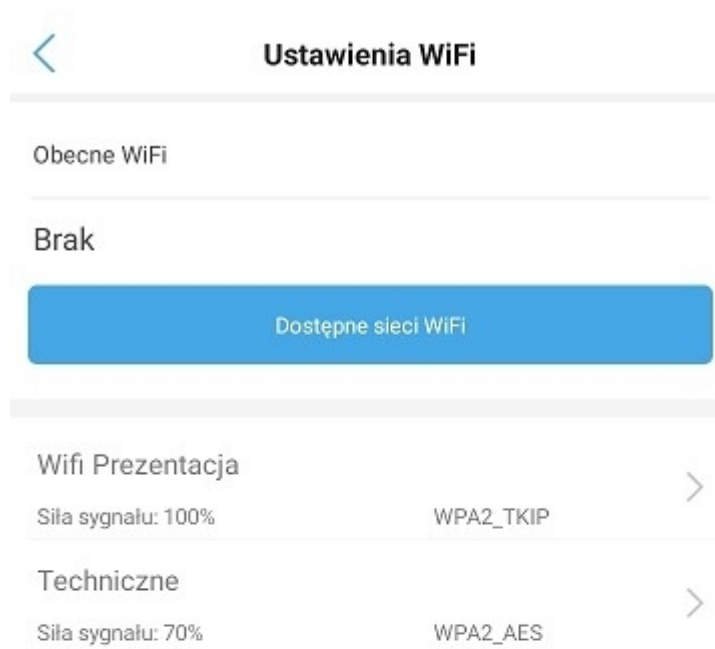 Ustawienia WiFi
Obecne WiFi
Brak
Dostępne sieci WiFi
Wifi Prezentacja
Siła sygnału: 100% WPA2_TKIP
Techniczne
Siła sygnału: 70% WPA2_AES